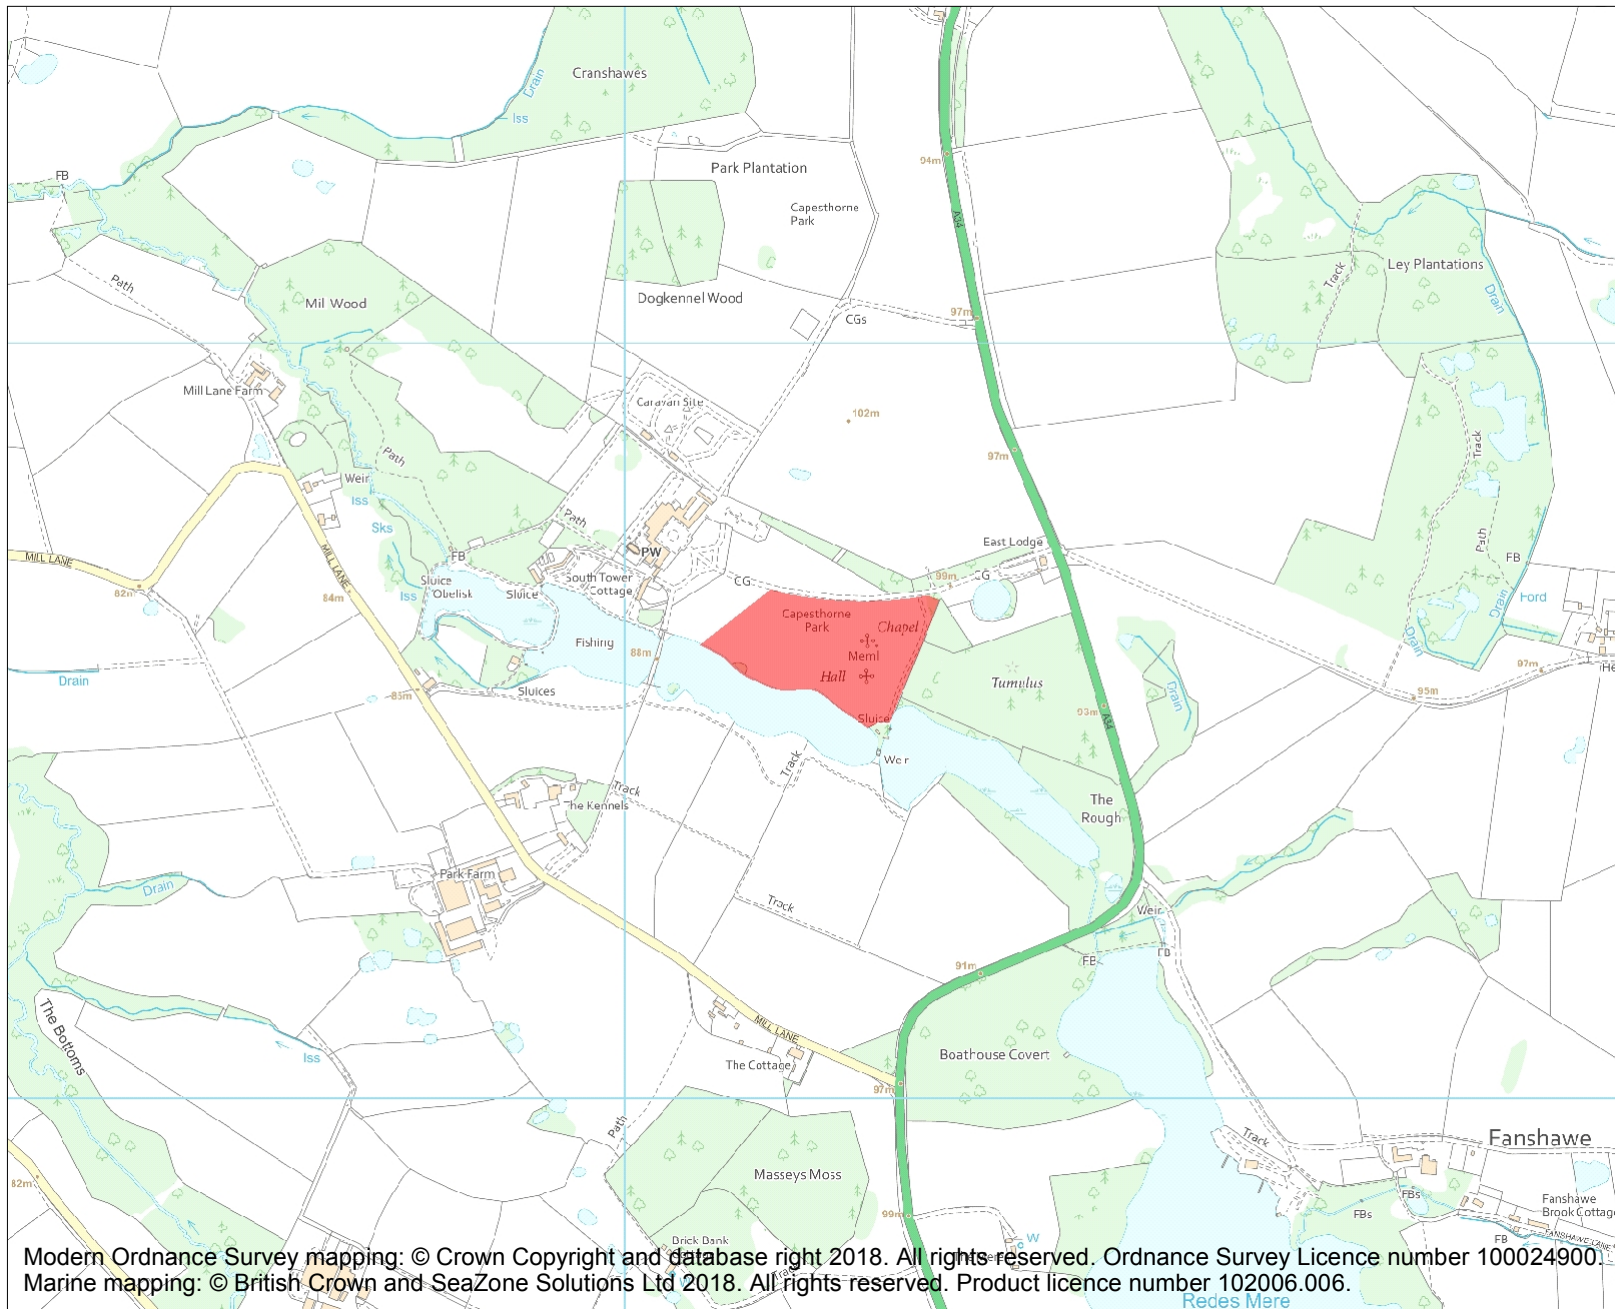 Cranshawes
Drain
Iss
FB
Park Plantation
Capesthorne
Park
94m
A34
Ley Plantations
Track
Drain
Path
Mill Wood
Dogkennel Wood
CGs
97m
Mill Lane Farm
Caravan Site
102m
97m
Track
Path
Weir
Iss
Sks
Path
Path
PW
East Lodge
FB
MILL LANE
MILL LANE
FB
Sluice
Obelisk
Sluice
South Tower
Cottage
CG
99m
CG
82m
84m
Iss
Drain
Ford
Capesthorne
Park
Chapel
Meml
Hall
Fishing
88m
Drain
Tumulus
Drain
Drain
97m
95m
85m
Sluices
Sluice
93m
A34
Weir
Track
The Kennels
Track
The
Rough
Park Farm
Drain
Track
Weir
FB
FB
91m
The Bottoms
Iss
MILL LANE
The Cottage
Boathouse Covert
97m
Path
Track
Fanshawe
Masseys Moss
82m
99m
FBs
FBs
Fanshawe
Brook Cottage
FB
FANSHAWE LANE
Brick Bank
W
Track
Modern Ordnance Survey mapping: © Crown Copyright and database right 2018. All rights reserved. Ordnance Survey Licence number 100024900.
Marine mapping: © British Crown and SeaZone Solutions Ltd 2018. All rights reserved. Product licence number 102006.006.
Redes Mere